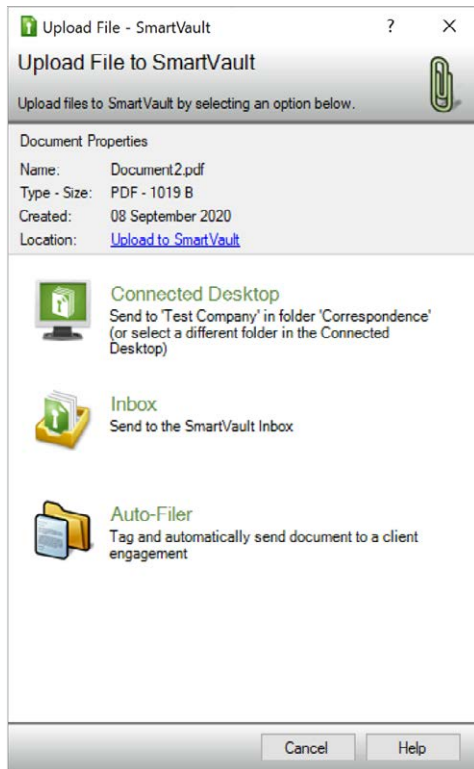 Upload File - SmartVault ? ×
Upload File to SmartVault
Upload files to SmartVault by selecting an option below.
Document Properties
Name: Document2.pdf
Type - Size: PDF - 1019 B
Created: 08 September 2020
Location: Upload to SmartVault
Connected Desktop
Send to 'Test Company' in folder 'Correspondence'
(or select a different folder in the Connected
Desktop)
Inbox
Send to the SmartVault Inbox
Auto-Filer
Tag and automatically send document to a client
engagement
Cancel Help